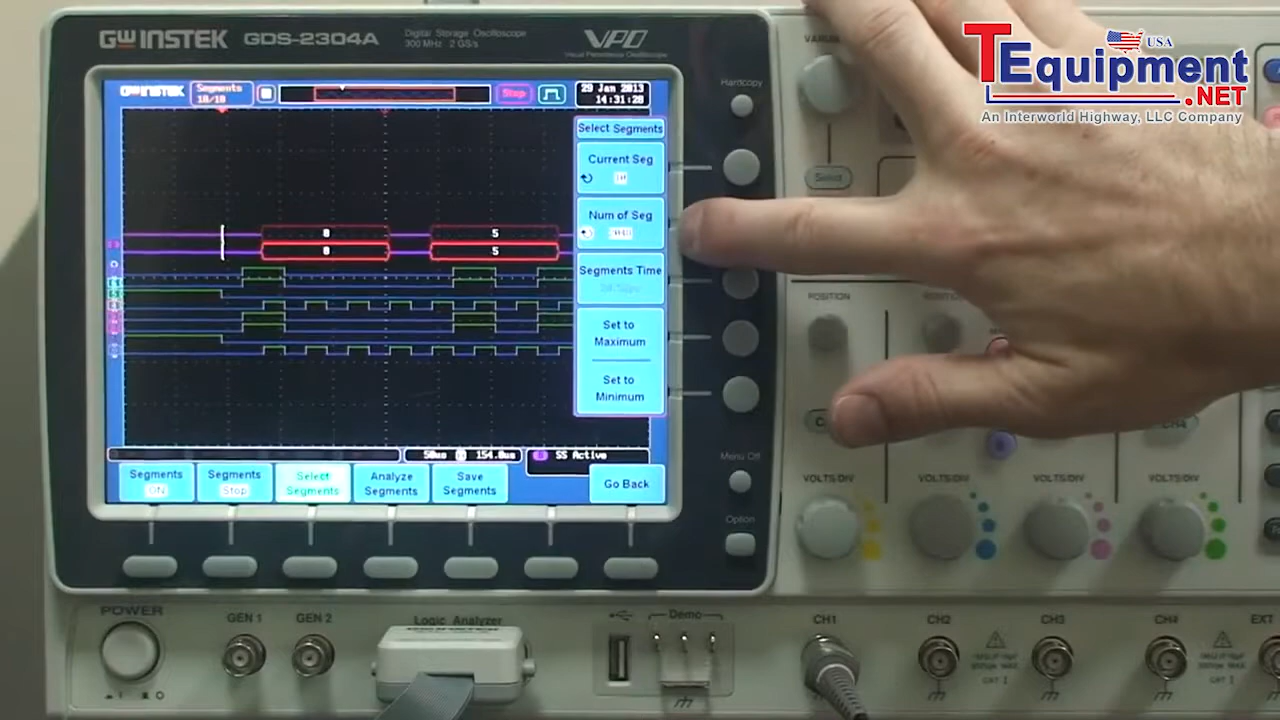 GW INSTEK GDS-2304A
Digital Storage Oscilloscope
300 MHz 2 GS/s
VPO
Visual Persistence Oscilloscope
TEquipment
USA
.NET
An Interworld Highway, LLC Company
GW INSTEK
Segments
10/10
Stop
29 Jan 2013
14:31:28
Hardcopy
Select
Select Segments
Current Seg
10
Num of Seg
Segments Time
Set to
Maximum
Set to
Minimum
8
5
8
5
POSITION
50us
154.0us
SS Active
Segments
ON
Segments
Stop
Select
Segments
Analyze
Segments
Save
Segments
Go Back
Menu Off
Option
VOLTS/DIV
VOLTS/DIV
VOLTS/DIV
VOLTS/DIV
CH4
POWER
GEN 1
GEN 2
Logic Analyzer
Demo
CH1
CH2
CH3
CH4
EXT
CAT I
CAT I